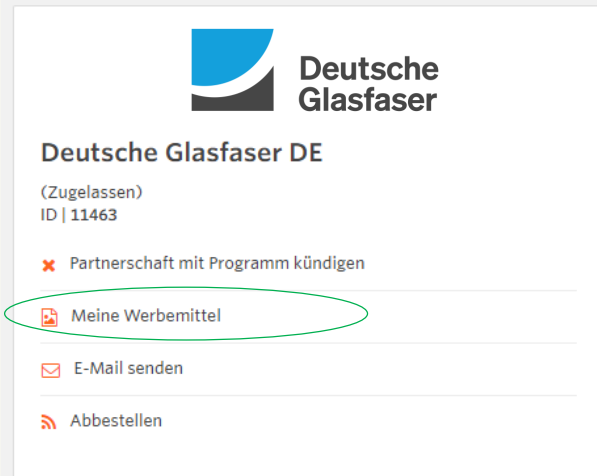 Deutsche
Glasfaser
Deutsche Glasfaser DE
(Zugelassen)
ID | 11463
Partnerschaft mit Programm kündigen
Meine Werbemittel
E-Mail senden
Abbestellen